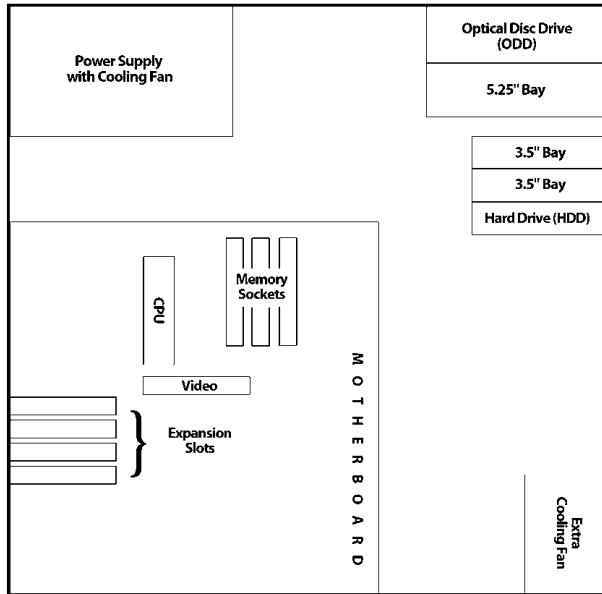 Power Supply
with Cooling Fan
Optical Disc Drive
(ODD)
5.25" Bay
3.5" Bay
3.5" Bay
Hard Drive (HDD)
Memory
Sockets
CPU
Video
Expansion
Slots
MOTHERBOARD
Extra
Cooling Fan